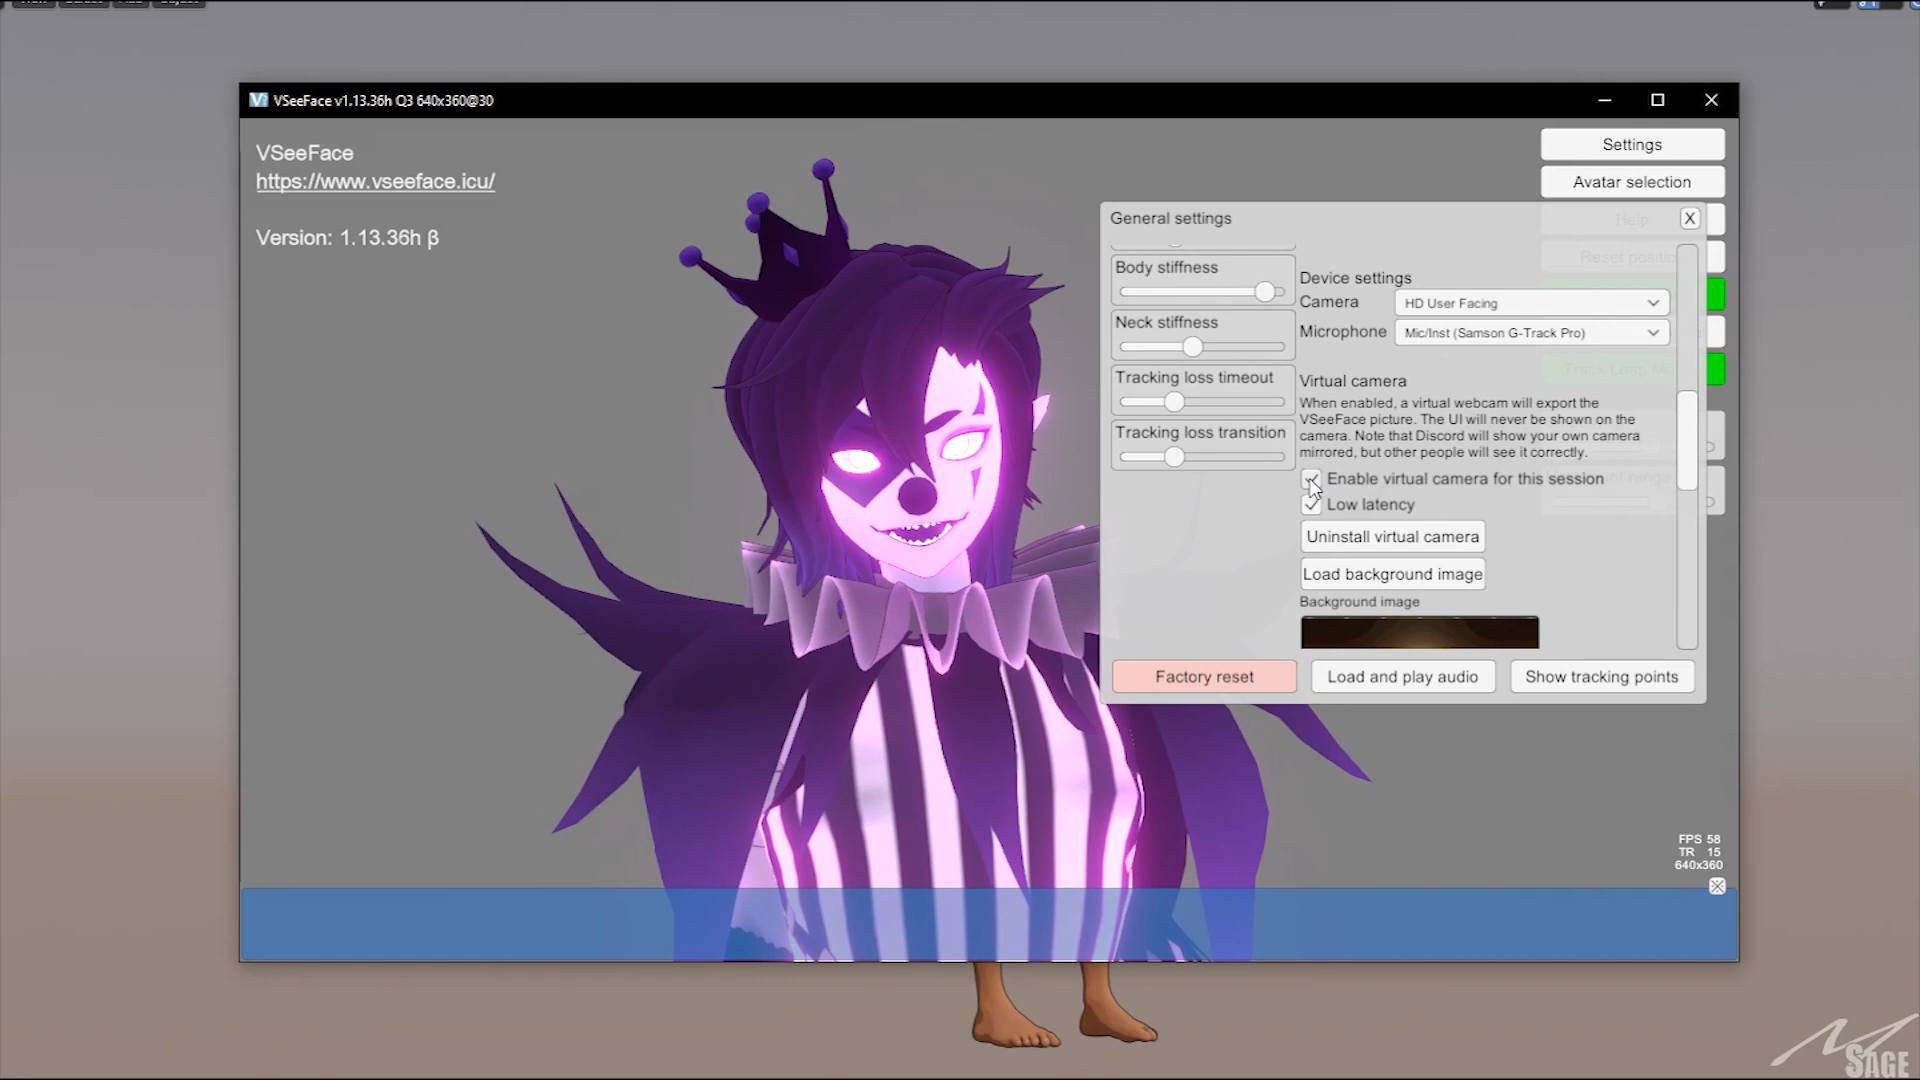 VSeeFace v1.13.36h Q3 640x360@30
VSeeFace
https://www.vseeface.icu/
Version: 1.13.36h β
Settings
Avatar selection
Help
General settings
X
Body stiffness
Neck stiffness
Tracking loss timeout
Tracking loss transition
Device settings
Camera
HD User Facing
Microphone
Mic/Inst (Samson G-Track Pro)
Virtual camera
When enabled, a virtual webcam will export the
VSeeFace picture. The UI will never be shown on the
camera. Note that Discord will show your own camera
mirrored, but other people will see it correctly.
Enable virtual camera for this session
Low latency
Uninstall virtual camera
Load background image
Background image
Factory reset
Load and play audio
Show tracking points
FPS 58
TR 15
640x360
SAGE